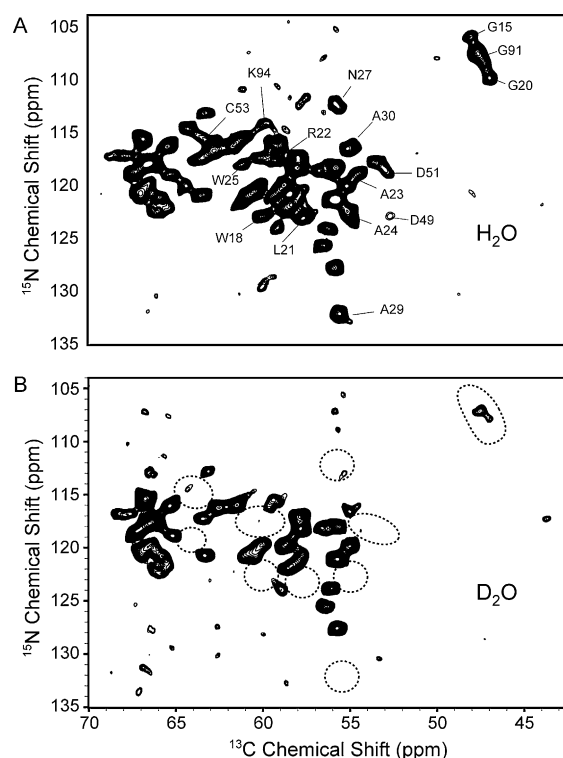 A
105
110
115
120
125
130
135
¹⁵N Chemical Shift (ppm)
G15
G91
G20
K94
N27
C53
A30
R22
W25
D51
A23
D49
W18
A24
L21
H₂O
A29
B
105
110
115
120
125
130
135
¹⁵N Chemical Shift (ppm)
D₂O
70 65 60 55 50 45
¹³C Chemical Shift (ppm)